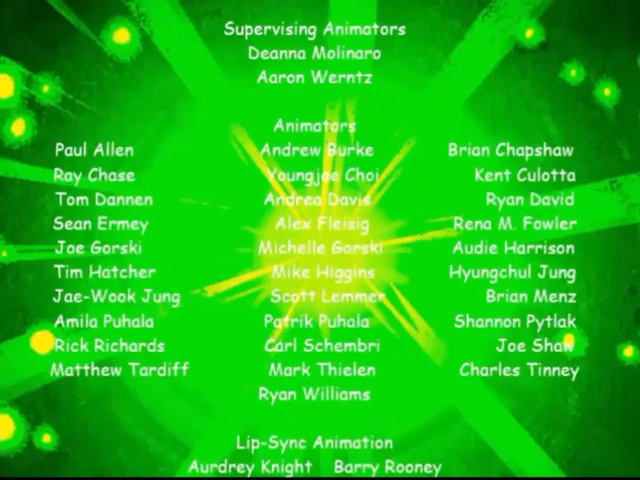 Supervising Animators
Deanna Molinaro
Aaron Werntz
Animators
Paul Allen Andrew Burke Brian Chapshaw
Ray Chase Youngjae Choi Kent Culotta
Tom Dannen Andrea Davis Ryan David
Sean Ermey Alex Fleisig Rena M. Fowler
Joe Gorski Michelle Gorski Audie Harrison
Tim Hatcher Mike Higgins Hyungchul Jung
Jae-Wook Jung Scott Lemmer Brian Menz
Amila Puhala Patrik Puhala Shannon Pytlak
Rick Richards Carl Schembri Joe Shaw
Matthew Tardiff Mark Thielen Charles Tinney
Ryan Williams
Lip-Sync Animation
Aurdrey Knight Barry Rooney